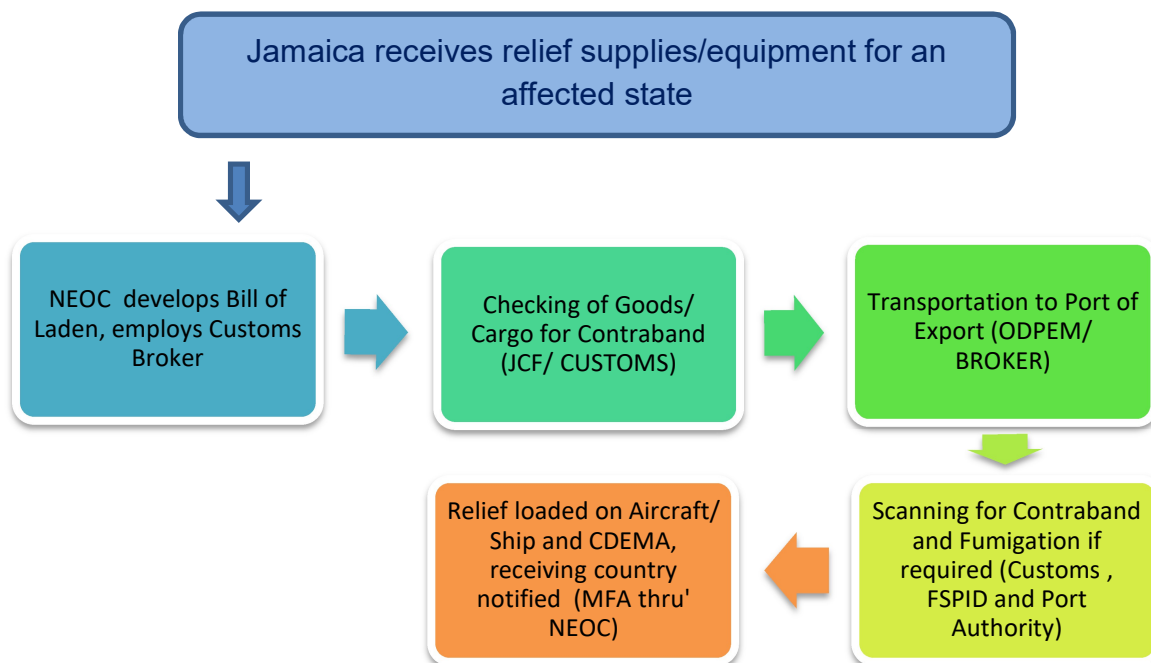 Jamaica receives relief supplies/equipment for an
affected state
NEOC  develops Bill of
Laden, employs Customs
Broker
Checking of Goods/
Cargo for Contraband
(JCF/ CUSTOMS)
Transportation to Port of
Export (ODPEM/
BROKER)
Scanning for Contraband
and Fumigation if
required (Customs ,
FSPID and Port
Authority)
Relief loaded on Aircraft/
Ship and CDEMA,
receiving country
notified  (MFA thru'
NEOC)